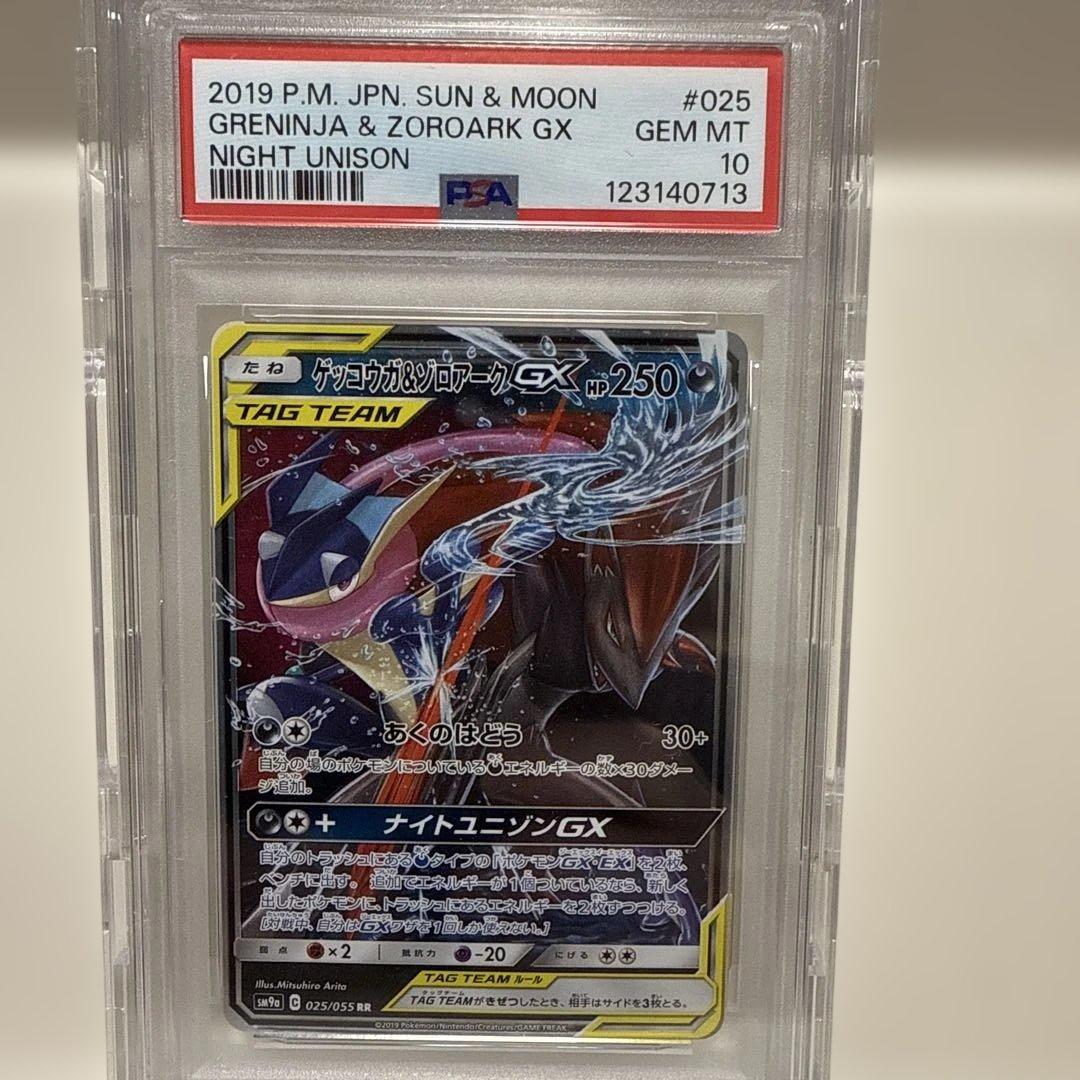 2019 P.M. JPN. SUN & MOON #025
GRENINJA & ZOROARK GX GEM MT
NIGHT UNISON 10
PSA 123140713
たね ゲッコウガ&ゾロアークGX HP250
TAG TEAM
あくのはどう 30+
自分の場のポケモンについているエネルギーの数×30ダメー
ジ追加。
+ ナイトユニゾンGX
自分のトラッシュにあるタイプの「ポケモンGX・EX」を2枚、
ベンチに出す。 追加でエネルギーが1個ついているなら、新しく
出したポケモンに、トラッシュにあるエネルギーを2枚ずつつける。
[対戦中、自分はGXワザを1回しか使えない。]
弱点 ×2 抵抗力 -20 にげる
Illus.Mitsuhiro Arita
TAG TEAM ルール
TAG TEAMがきぜつしたとき、相手はサイドを3枚とる。
SM9a C 025/055 RR
©2019 Pokémon/Nintendo/Creatures/GAME FREAK.